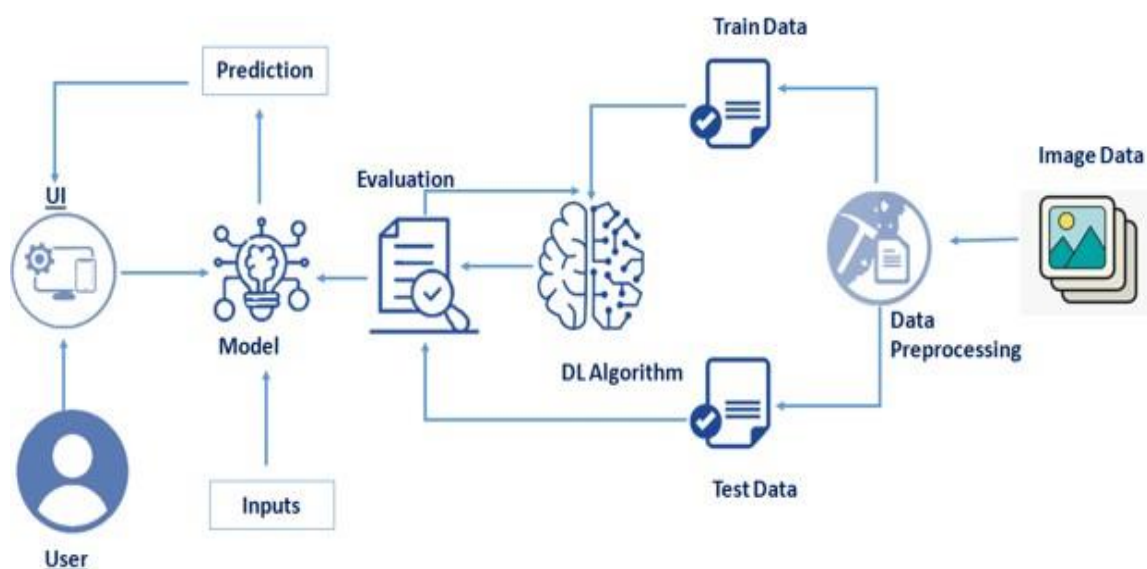 Train Data
Prediction
Image Data
Evaluation
UI
Data
Preprocessing
Model
DL Algorithm
Test Data
Inputs
User